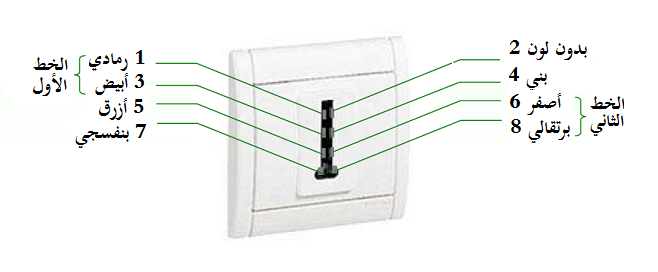 الخط
الأول
1 رمادي
3 أبيض
5 أزرق
7 بنفسجي
2 بدون لون
4 بني
6 أصفر
8 برتقالي
الخط
الثاني